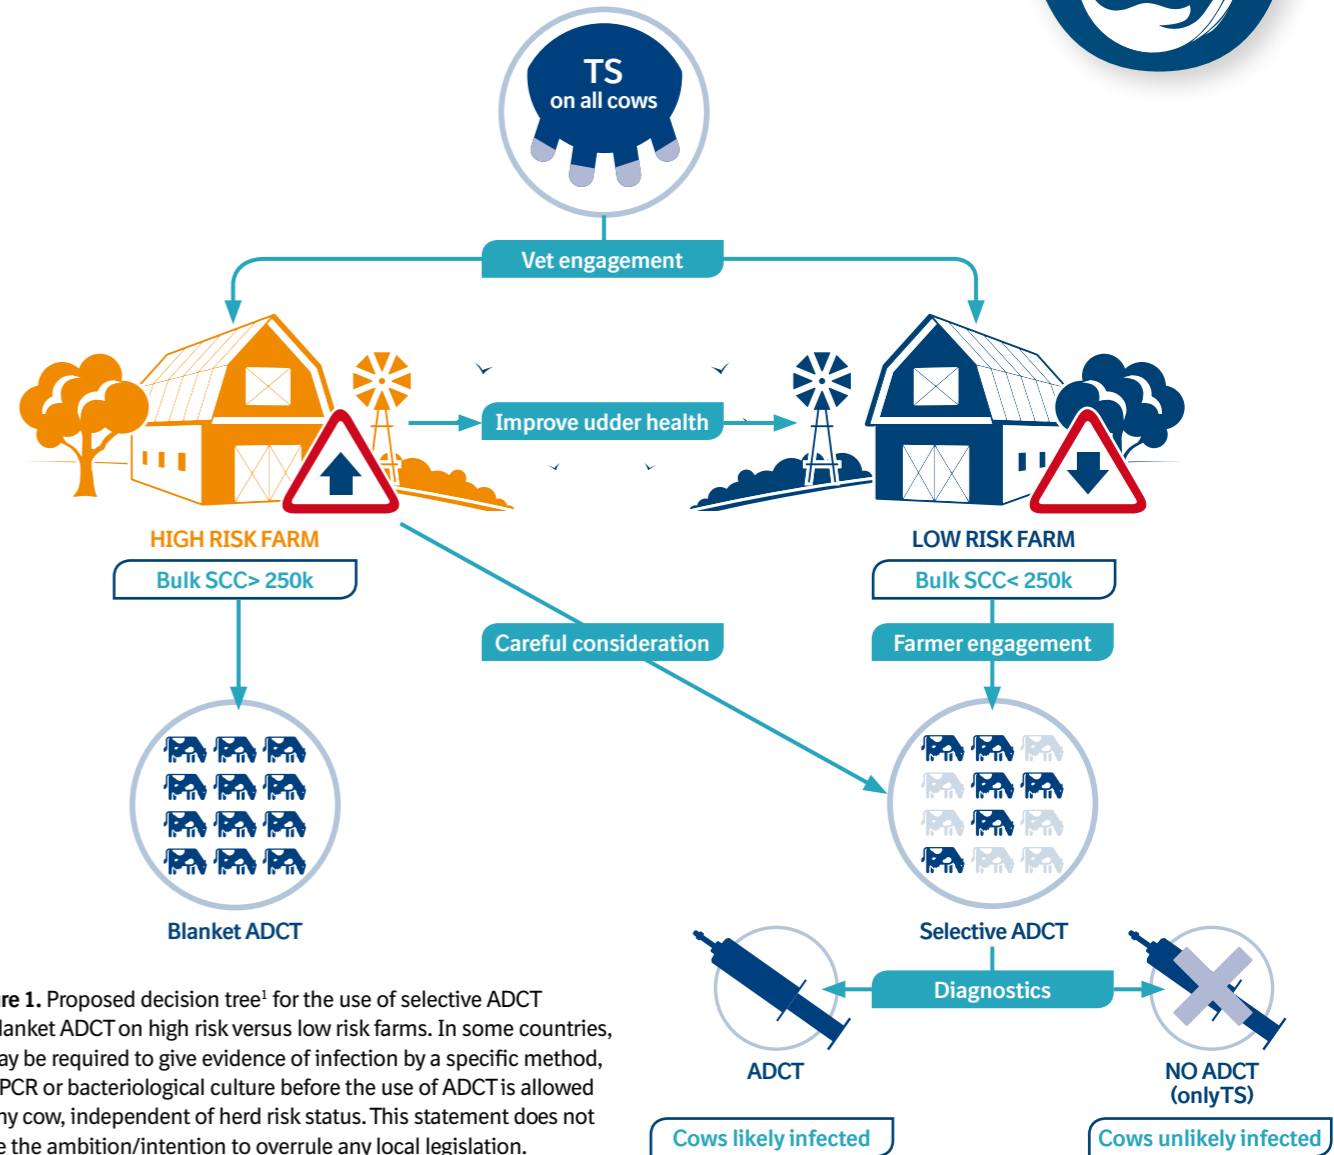 TS
on all cows
Vet engagement
Improve udder health
HIGH RISK FARM
Bulk SCC> 250k
LOW RISK FARM
Bulk SCC< 250k
Careful consideration
Farmer engagement
Blanket ADCT
Selective ADCT
Diagnostics
ADCT
Cows likely infected
NO ADCT
(onlyTS)
Cows unlikely infected
1. Proposed decision tree¹ for the use of selective ADCT
ADCT on high risk versus low risk farms. In some countries,
be required to give evidence of infection by a specific method,
PCR or bacteriological culture before the use of ADCT is allowed
cow, independent of herd risk status. This statement does not
the ambition/intention to overrule any local legislation.